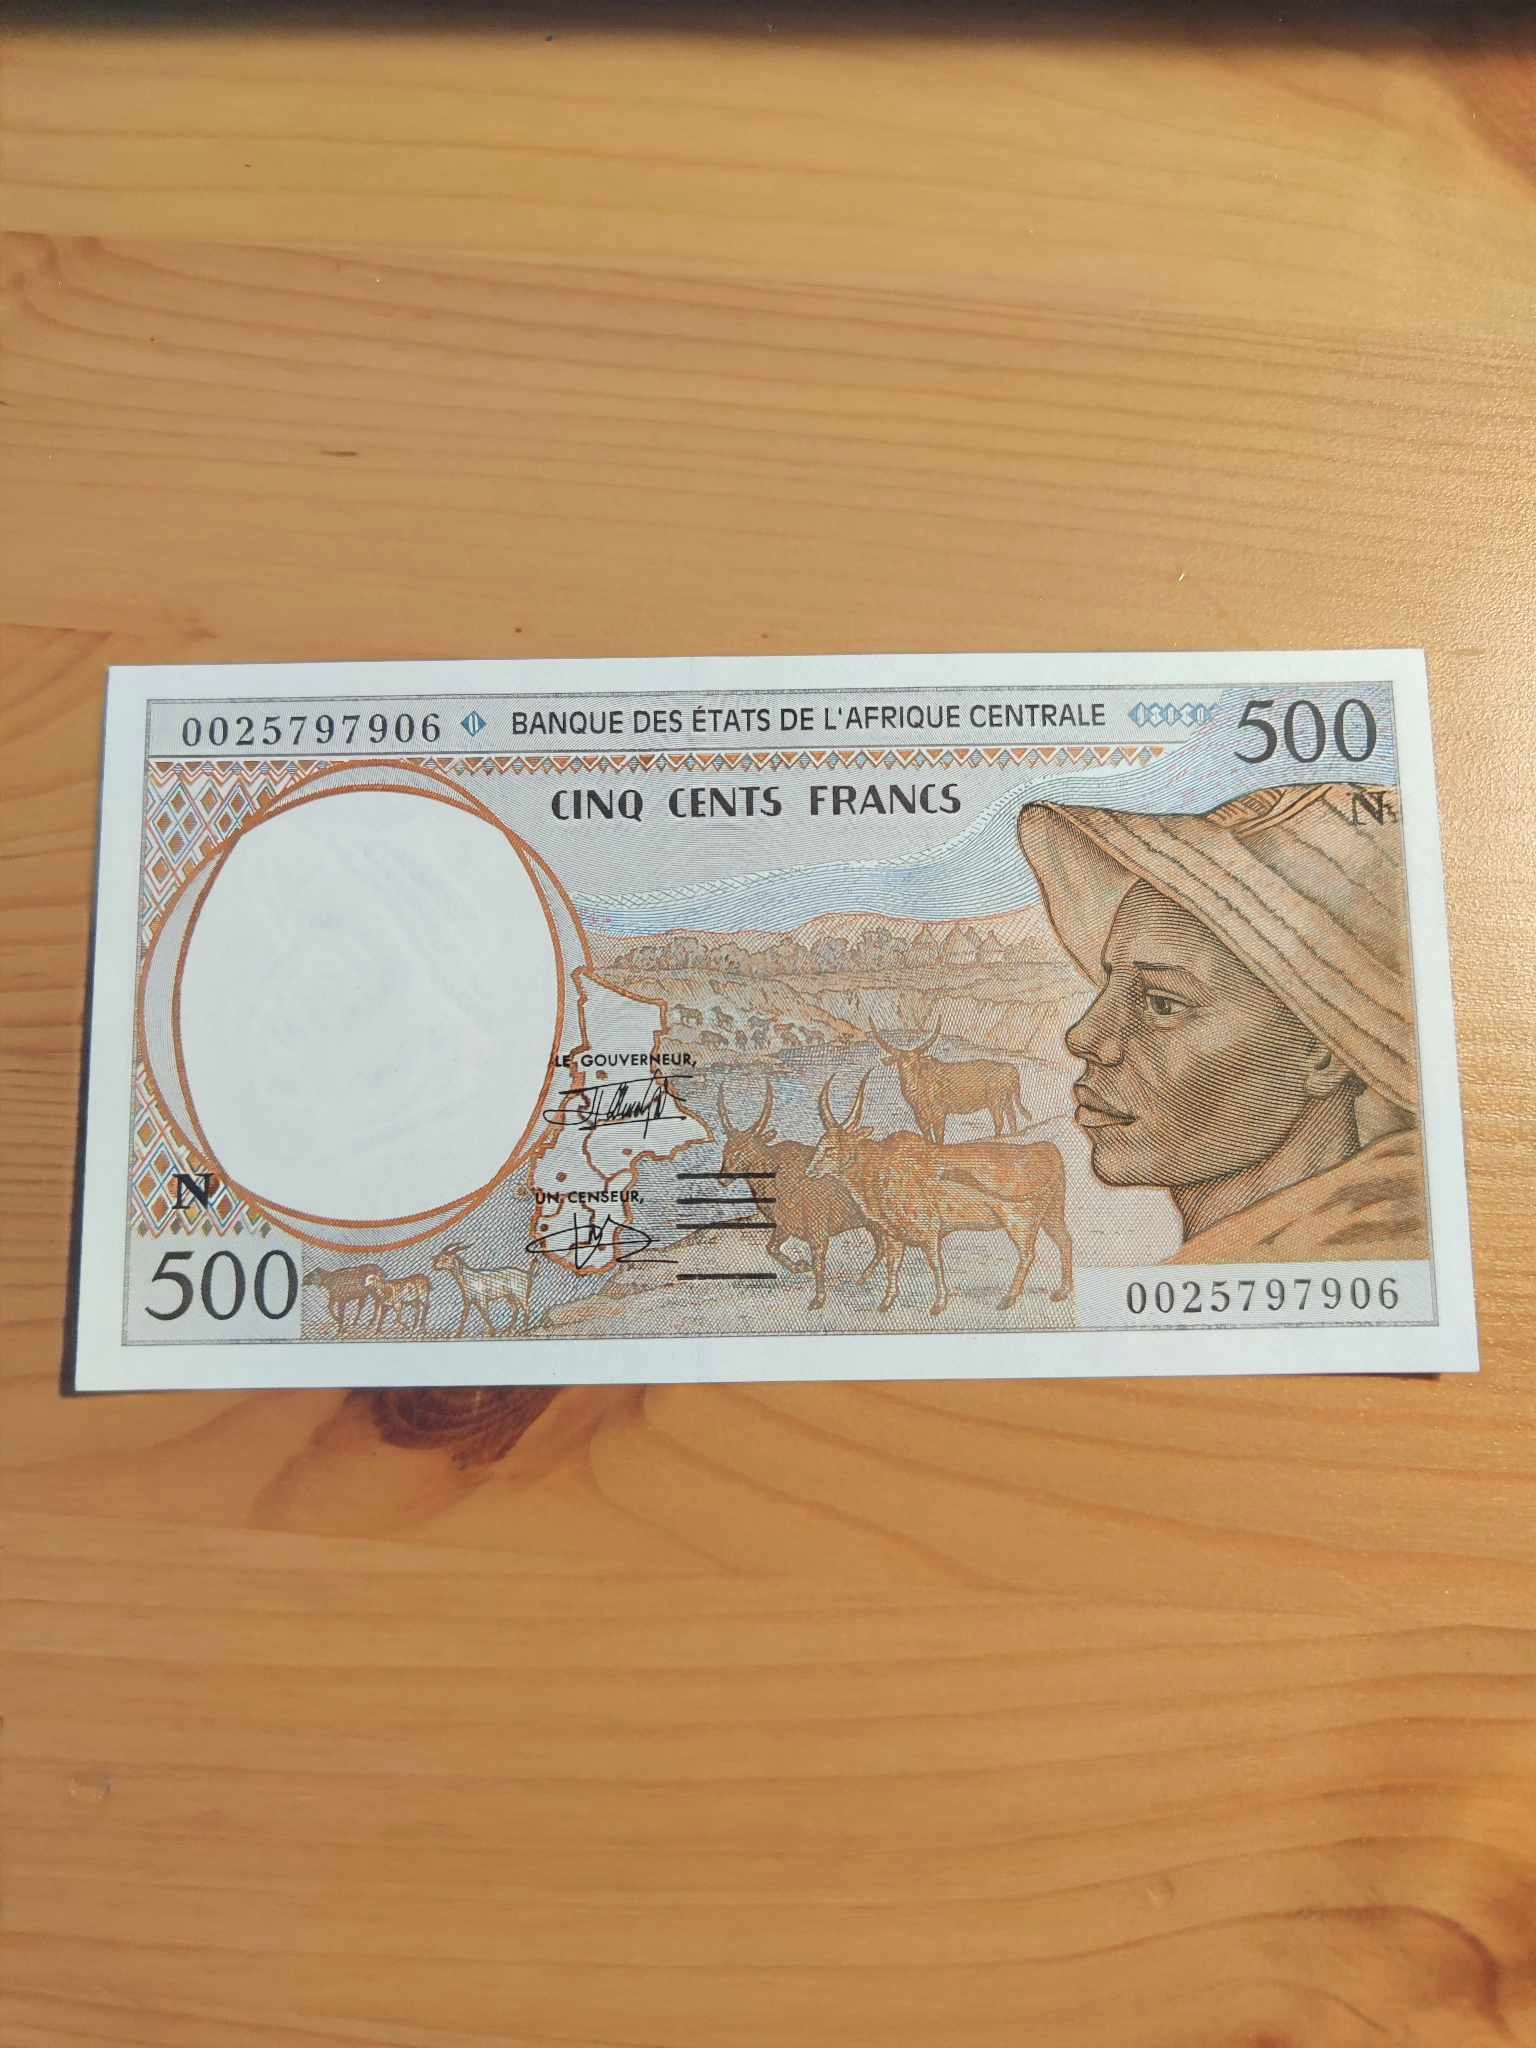 0025797906 BANQUE DES ÉTATS DE L'AFRIQUE CENTRALE 500
CINQ CENTS FRANCS
N
LE GOUVERNEUR,
N
UN CENSEUR,
500
0025797906